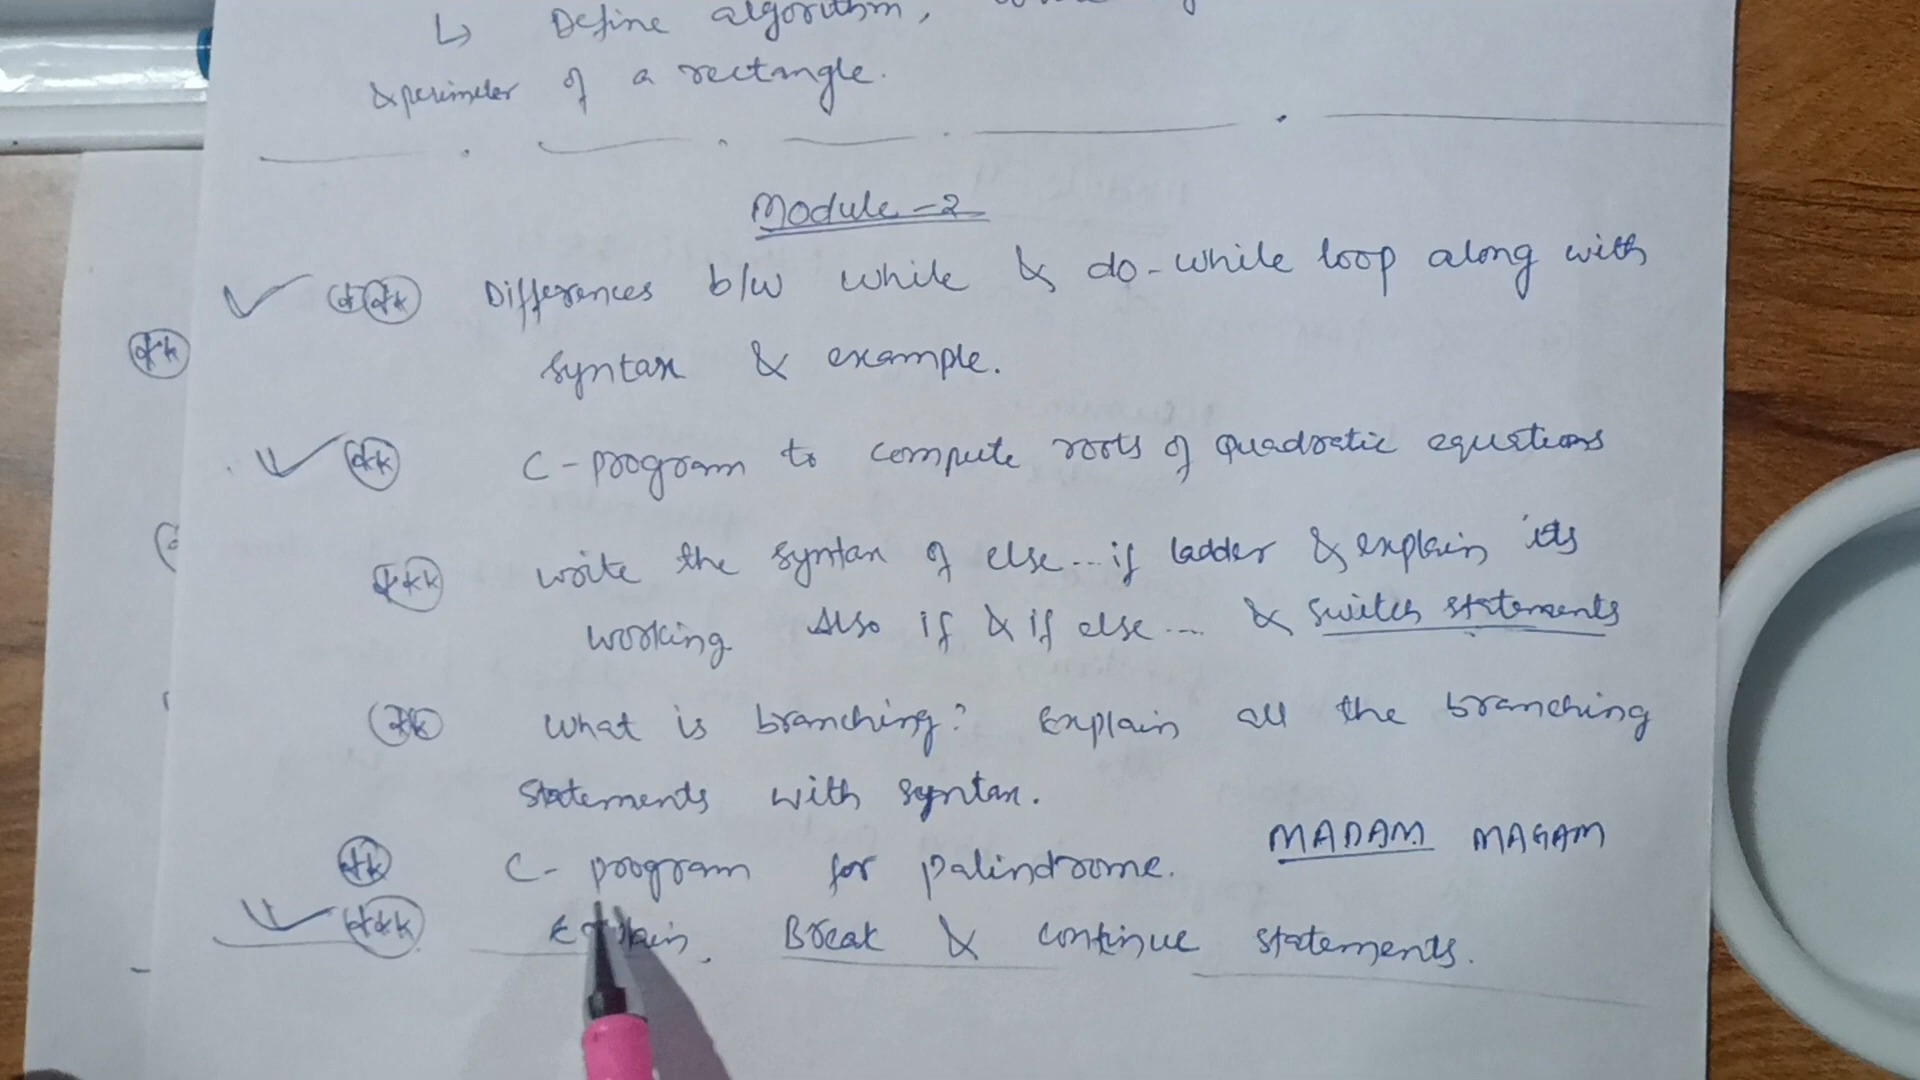 ↳ Define algorithm,
& perimeter of a rectangle.
Module-2
Differences b/w while & do-while loop along with
syntax & example.
C-program to compute roots of quadratic equations
write the syntax of else...if ladder & explain its
working Also if & if else... & switch statements
What is branching? Explain all the branching
statements with syntax.
MADAM MAGAM
C-program for palindrome.
Explain Break & continue statements.